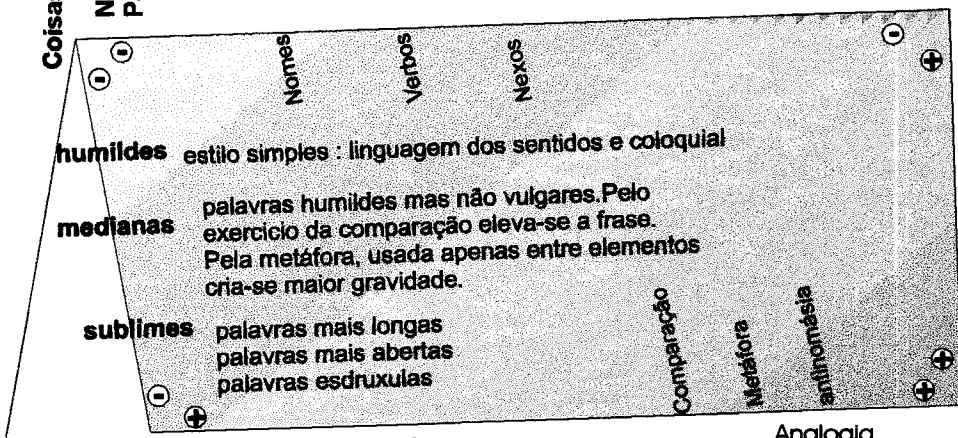 Coisas
N
P
Nomes
Verbos
Nexos
humildes estilo simples : linguagem dos sentidos e coloquial
medianas palavras humildes mas não vulgares.Pelo
exercicio da comparação eleva-se a frase.
Pela metáfora, usada apenas entre elementos
cria-se maior gravidade.
sublimes palavras mais longas
palavras mais abertas
palavras esdruxulas
Comparação
Metáfora
antinomásia
Analogia